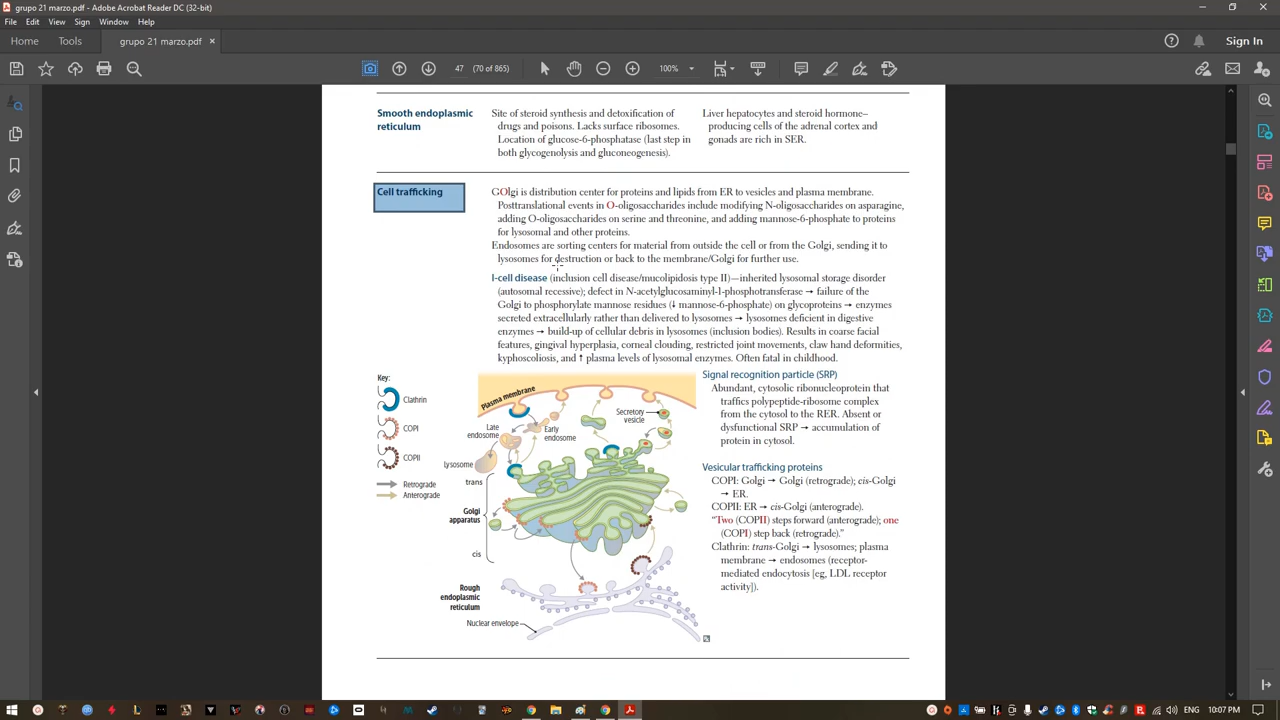 grupo 21 marzo.pdf - Adobe Acrobat Reader DC (32-bit)
File Edit View Sign Window Help
Home Tools grupo 21 marzo.pdf ×
Sign In
47 (70 of 865)
100%
Smooth endoplasmic
reticulum
Site of steroid synthesis and detoxification of
drugs and poisons. Lacks surface ribosomes.
Location of glucose-6-phosphatase (last step in
both glycogenolysis and gluconeogenesis).
Liver hepatocytes and steroid hormone–
producing cells of the adrenal cortex and
gonads are rich in SER.
Cell trafficking
GOlgi is distribution center for proteins and lipids from ER to vesicles and plasma membrane.
Posttranslational events in O-oligosaccharides include modifying N-oligosaccharides on asparagine,
adding O-oligosaccharides on serine and threonine, and adding mannose-6-phosphate to proteins
for lysosomal and other proteins.
Endosomes are sorting centers for material from outside the cell or from the Golgi, sending it to
lysosomes for destruction or back to the membrane/Golgi for further use.
I-cell disease (inclusion cell disease/mucolipidosis type II)—inherited lysosomal storage disorder
(autosomal recessive); defect in N-acetylglucosaminyl-1-phosphotransferase → failure of the
Golgi to phosphorylate mannose residues (↓ mannose-6-phosphate) on glycoproteins → enzymes
secreted extracellularly rather than delivered to lysosomes → lysosomes deficient in digestive
enzymes → build-up of cellular debris in lysosomes (inclusion bodies). Results in coarse facial
features, gingival hyperplasia, corneal clouding, restricted joint movements, claw hand deformities,
kyphoscoliosis, and ↑ plasma levels of lysosomal enzymes. Often fatal in childhood.
Key:
Clathrin
COPI
COPII
Retrograde
Anterograde
Plasma membrane
Secretory
vesicle
Late
endosome
Early
endosome
Lysosome
trans
Golgi
apparatus
cis
Rough
endoplasmic
reticulum
Nuclear envelope
Signal recognition particle (SRP)
Abundant, cytosolic ribonucleoprotein that
traffics polypeptide-ribosome complex
from the cytosol to the RER. Absent or
dysfunctional SRP → accumulation of
protein in cytosol.
Vesicular trafficking proteins
COPI: Golgi → Golgi (retrograde); cis-Golgi
→ ER.
COPII: ER → cis-Golgi (anterograde).
“Two (COPII) steps forward (anterograde); one
(COPI) step back (retrograde).”
Clathrin: trans-Golgi → lysosomes; plasma
membrane → endosomes (receptor-
mediated endocytosis [eg, LDL receptor
activity]).
10:07 PM